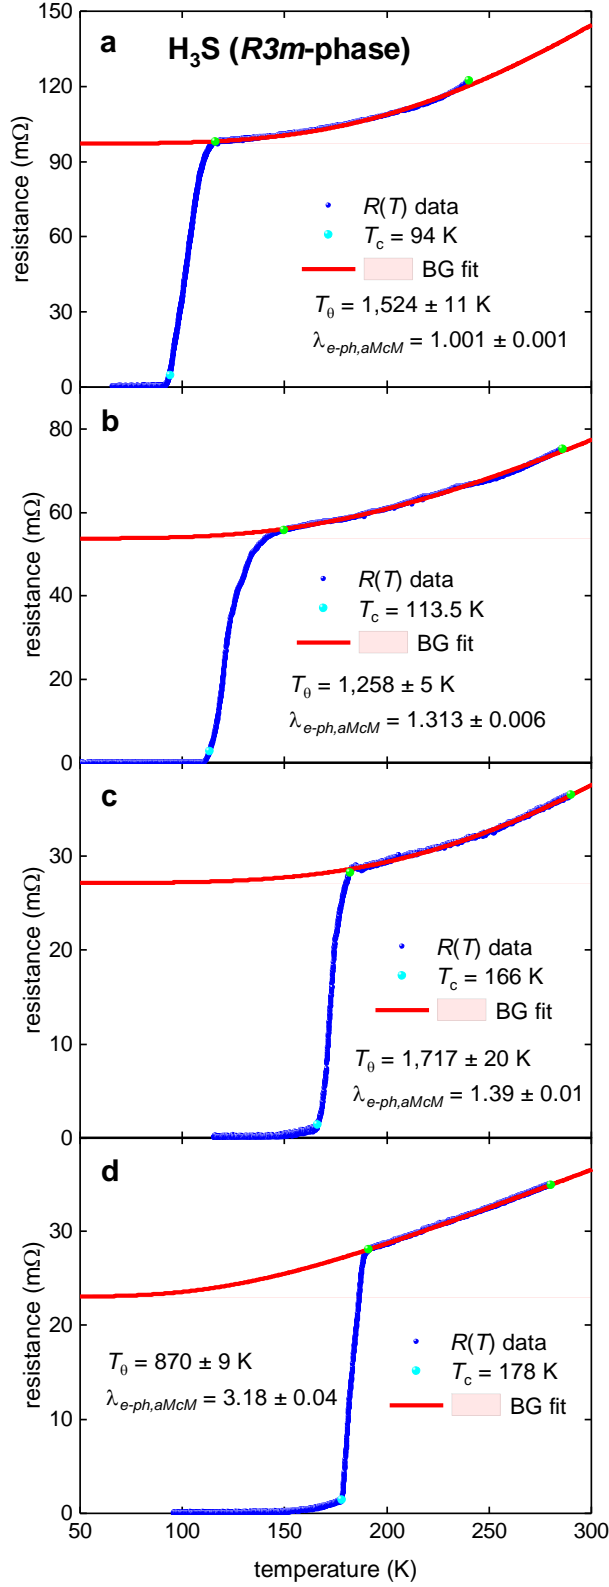 a H₃S (R3m-phase)
150
120
90
60
30
0
resistance (mΩ)
R(T) data
Tc = 94 K
BG fit
Tθ = 1,524 ± 11 K
λe-ph,aMcM = 1.001 ± 0.001
b
80
60
40
20
0
resistance (mΩ)
R(T) data
Tc = 113.5 K
BG fit
Tθ = 1,258 ± 5 K
λe-ph,aMcM = 1.313 ± 0.006
c
30
20
10
0
resistance (mΩ)
R(T) data
Tc = 166 K
BG fit
Tθ = 1,717 ± 20 K
λe-ph,aMcM = 1.39 ± 0.01
d
30
20
10
0
resistance (mΩ)
Tθ = 870 ± 9 K
λe-ph,aMcM = 3.18 ± 0.04
R(T) data
Tc = 178 K
BG fit
50 100 150 200 250 300
temperature (K)